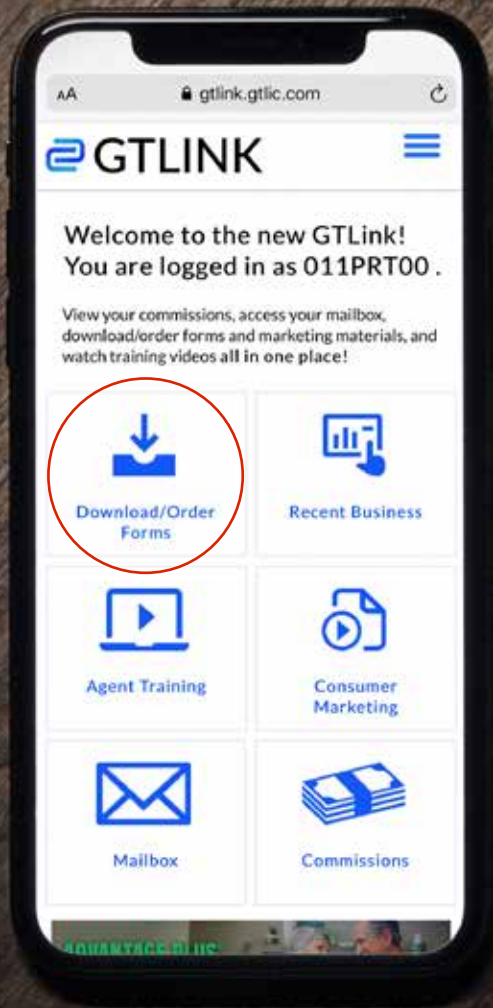 AA gtlink.gtlic.com
GTLINK
Welcome to the new GTLink!
You are logged in as 011PRT00 .
View your commissions, access your mailbox,
download/order forms and marketing materials, and
watch training videos all in one place!
Download/Order
Forms
Recent Business
Agent Training
Consumer
Marketing
Mailbox
Commissions
ADVANTAGE PLUS